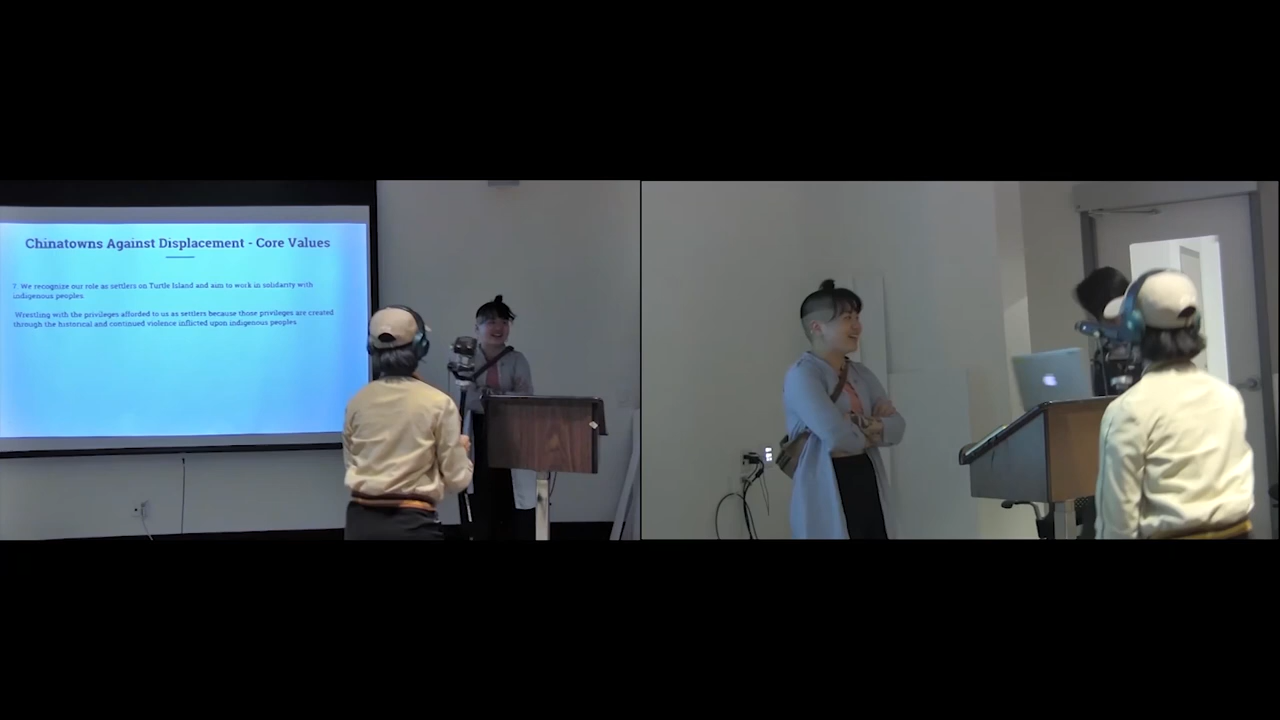 Chinatowns Against Displacement - Core Values
7. We recognize our role as settlers on Turtle Island and aim to work in solidarity with
indigenous peoples.
Wrestling with the privileges afforded to us as settlers because those privileges are created
through the historical and continued violence inflicted upon indigenous peoples.